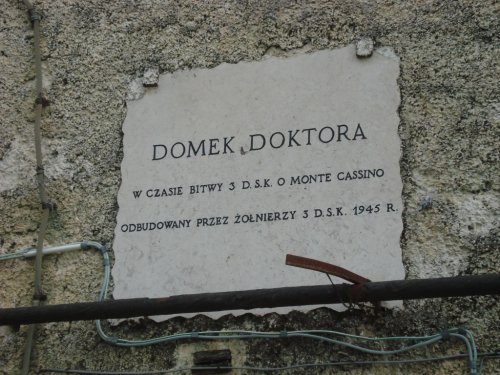 DOMEK DOKTORA
W CZASIE BITWY 3 D.S.K. O MONTE CASSINO
ODBUDOWANY PRZEZ ŻOŁNIERZY 3 D.S.K. 1945 R.